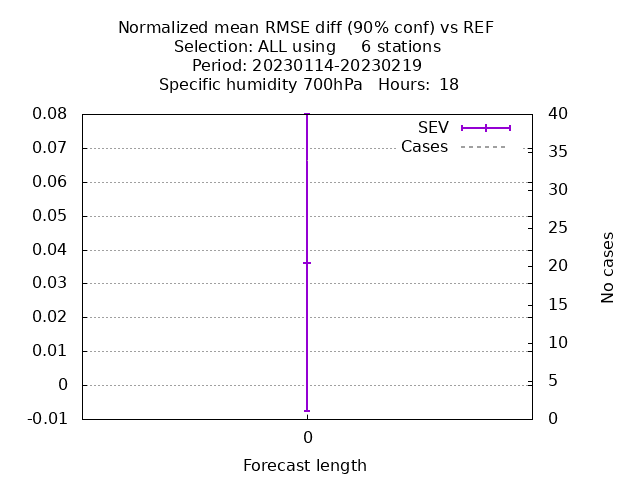 Normalized mean RMSE diff (90% conf) vs REF
Selection: ALL using     6 stations
Period: 20230114-20230219
Specific humidity 700hPa   Hours:  18
SEV
Cases
0.08
0.07
0.06
0.05
0.04
0.03
0.02
0.01
0
-0.01
40
35
30
25
20
15
10
5
0
No cases
0
Forecast length